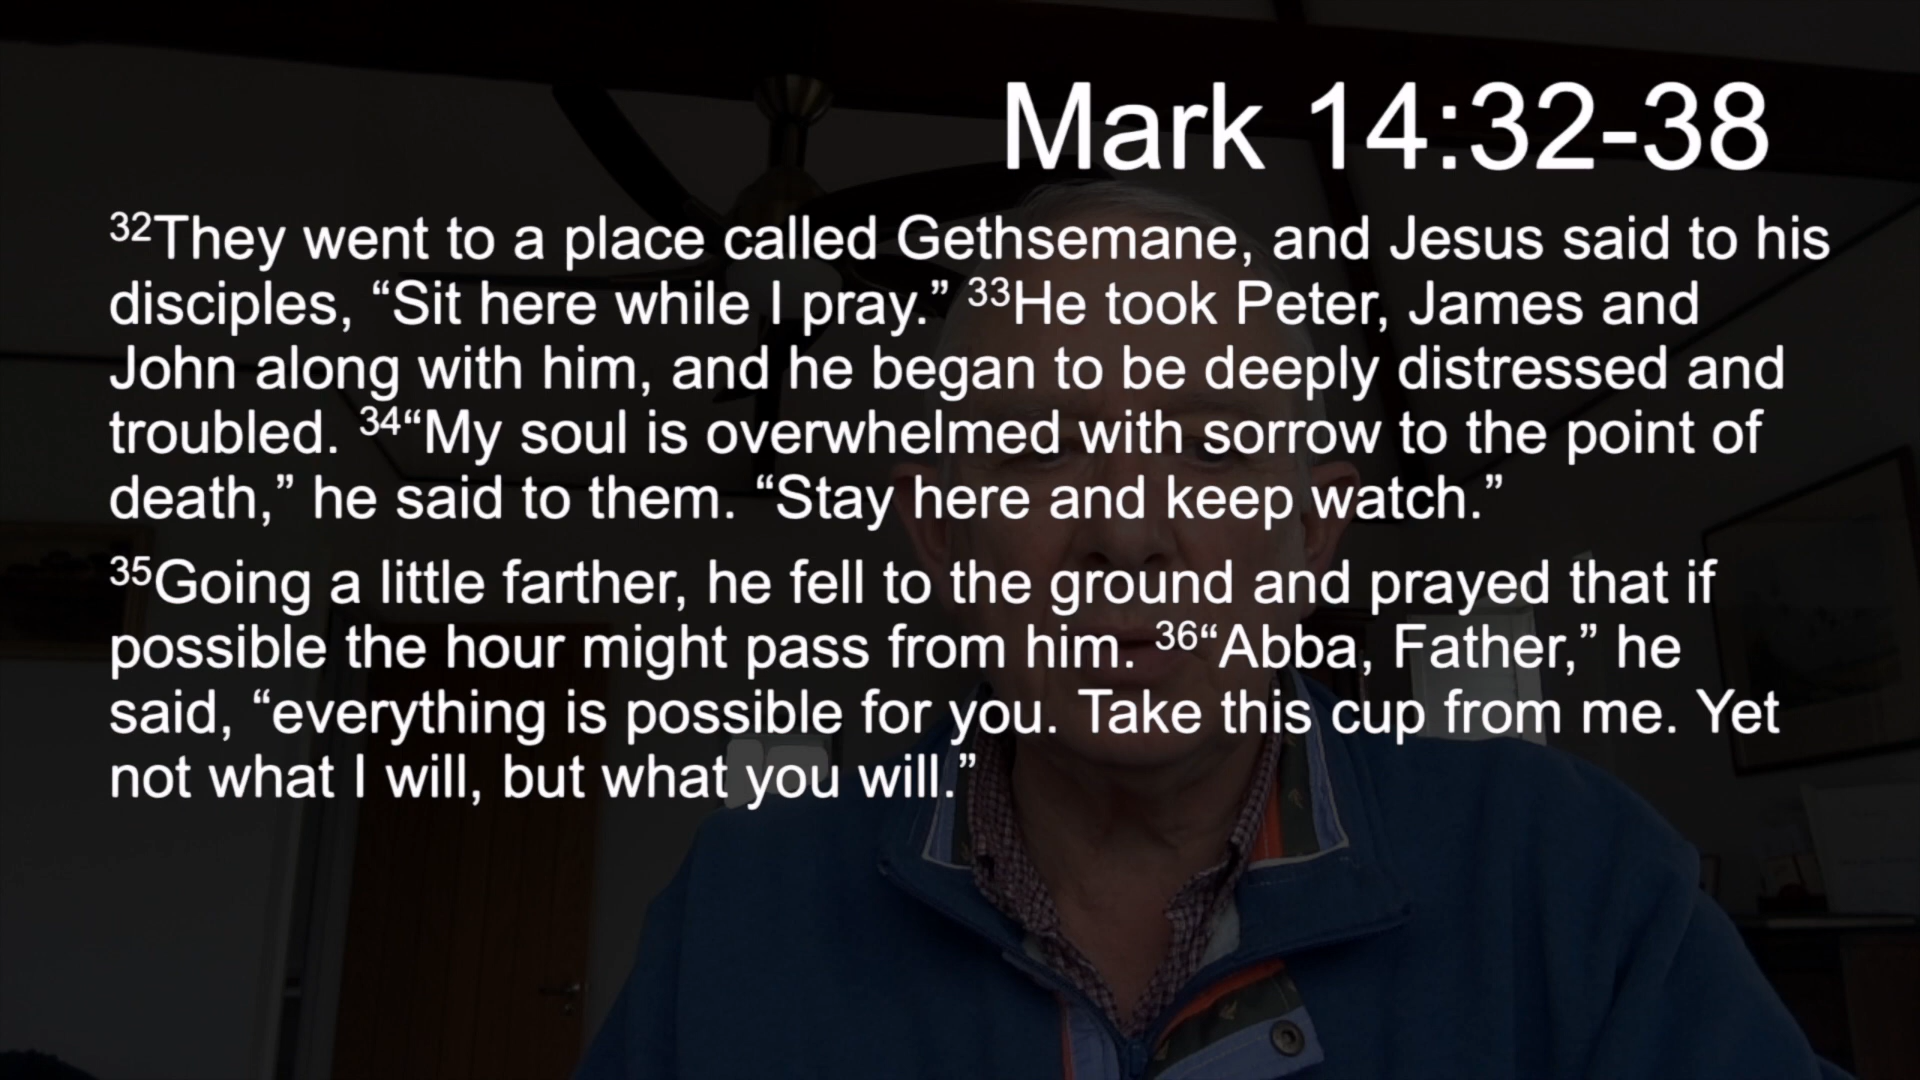 Mark 14:32-38
³²They went to a place called Gethsemane, and Jesus said to his
disciples, “Sit here while I pray.” ³³He took Peter, James and
John along with him, and he began to be deeply distressed and
troubled. ³⁴“My soul is overwhelmed with sorrow to the point of
death,” he said to them. “Stay here and keep watch.”
³⁵Going a little farther, he fell to the ground and prayed that if
possible the hour might pass from him. ³⁶“Abba, Father,” he
said, “everything is possible for you. Take this cup from me. Yet
not what I will, but what you will.”